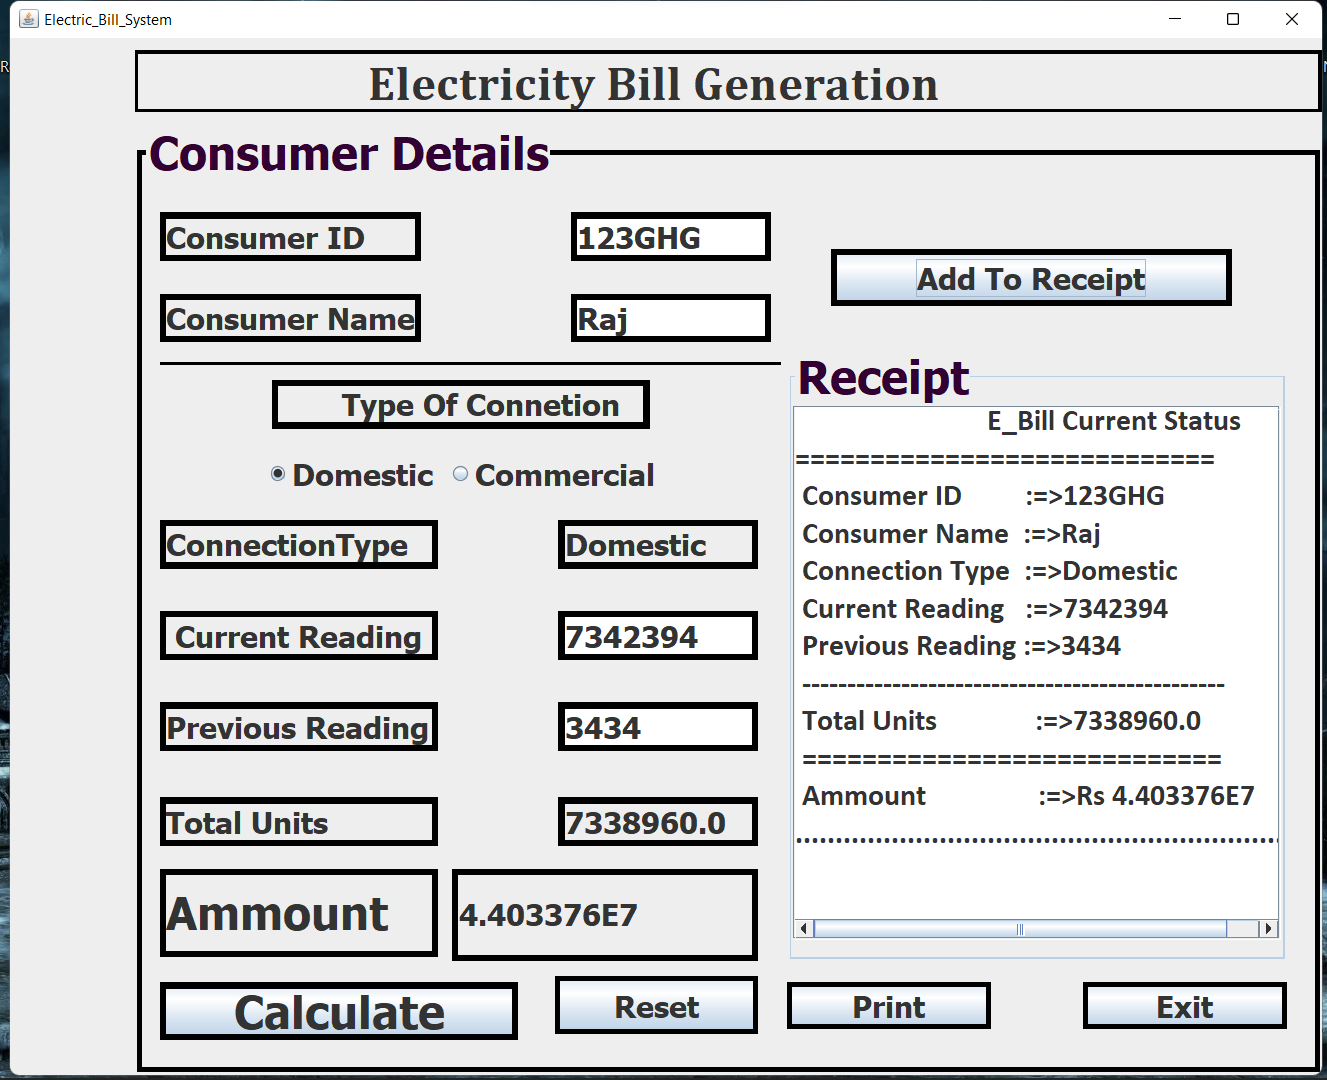 Electric_Bill_System
Electricity Bill Generation
Consumer Details
Consumer ID 123GHG
Consumer Name Raj
Add To Receipt
Type Of Connetion
Domestic Commercial
ConnectionType Domestic
Current Reading 7342394
Previous Reading 3434
Total Units 7338960.0
Ammount 4.403376E7
Receipt
E_Bill Current Status
============================
Consumer ID :=>123GHG
Consumer Name :=>Raj
Connection Type :=>Domestic
Current Reading :=>7342394
Previous Reading :=>3434
-----------------------------------------------
Total Units :=>7338960.0
============================
Ammount :=>Rs 4.403376E7
............................................................
Calculate Reset Print Exit